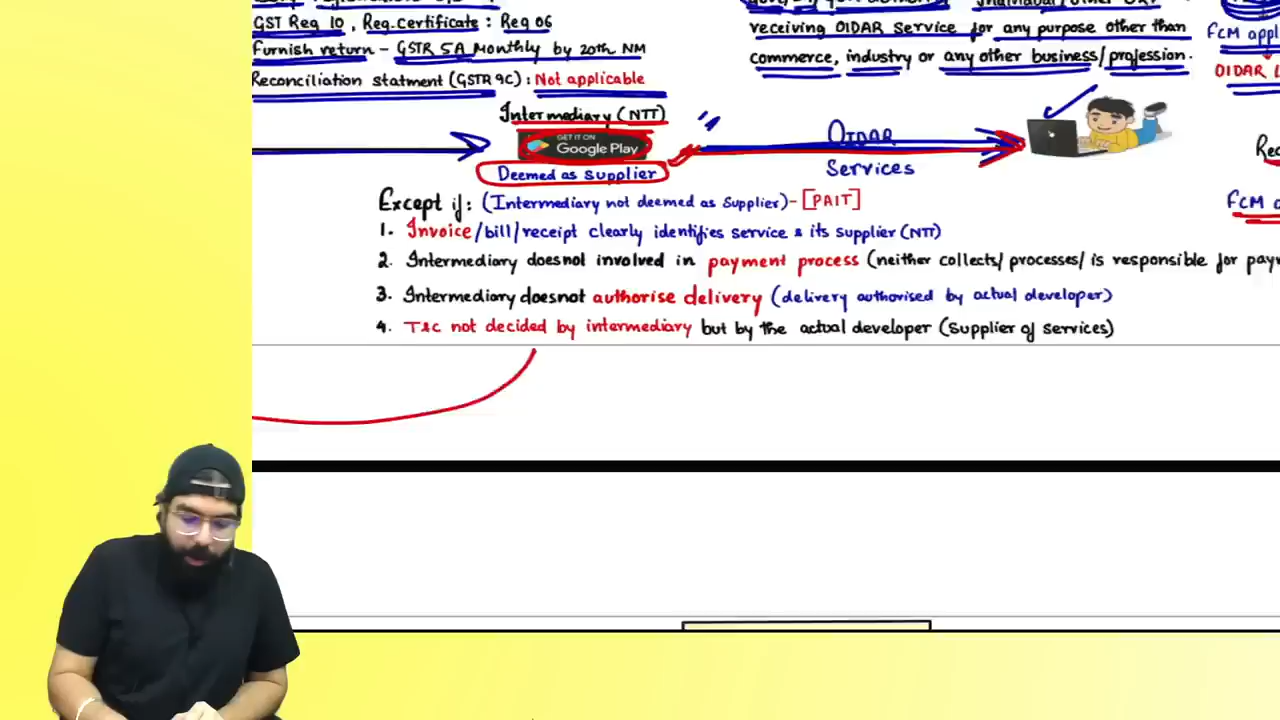 GST Reg 10, Reg.certificate: Reg 06
receiving OIDAR Service for any purpose other than
FCM appl
Furnish return - GSTR 5A Monthly by 20th NM
commerce, industry or any other business/profession.
Reconciliation statment (GSTR 9C): Not applicable
OIDAR
Intermediary (NTT)
GET IT ON
Google Play
OIDAR
Deemed as supplier
Services
Except if: (Intermediary not deemed as Supplier)-[PAIT]
FCM
1. Invoice/bill/receipt clearly identifies service & its supplier (NTT)
2. Intermediary doesnot involved in payment process (neither collects/processes/is responsible for
3. Intermediary doesnot authorise delivery (delivery authorised by actual developer)
4. T&C not decided by intermediary but by the actual developer (Supplier of services)